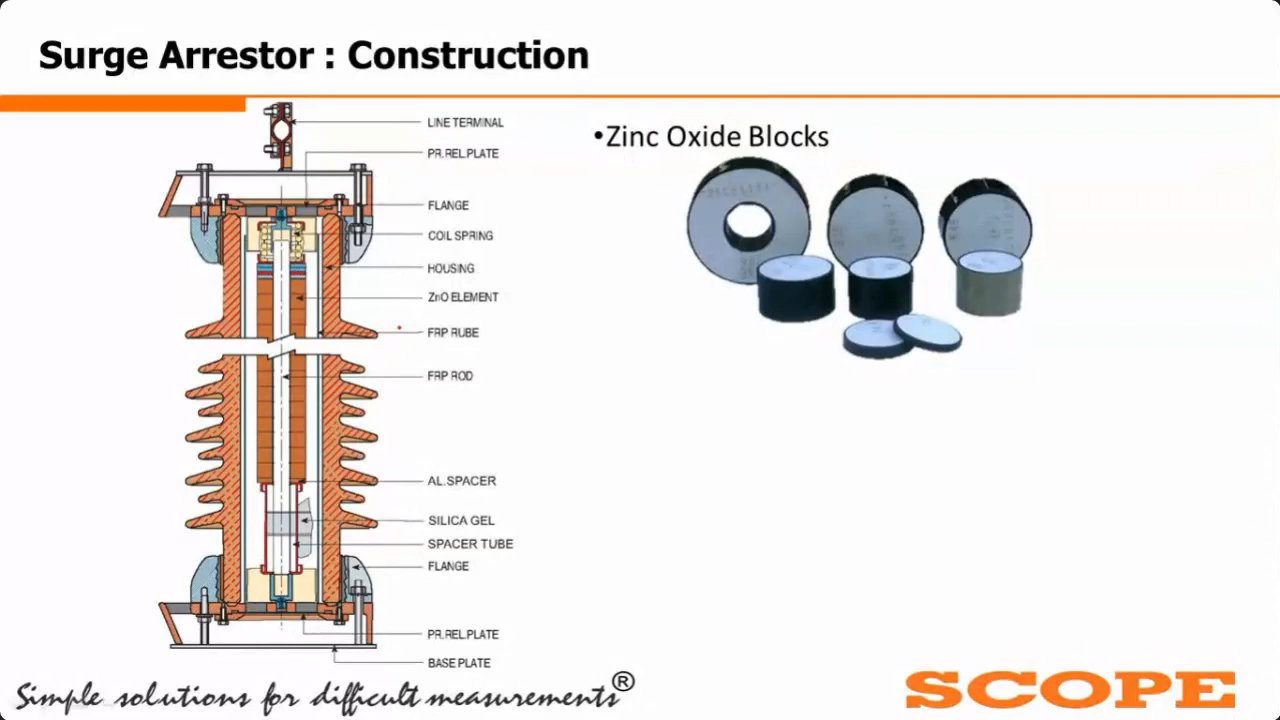 Surge Arrestor : Construction
LINE TERMINAL
PR.REL.PLATE
FLANGE
COIL SPRING
HOUSING
ZnO ELEMENT
FRP RUBE
FRP ROD
AL.SPACER
SILICA GEL
SPACER TUBE
FLANGE
PR.REL.PLATE
BASE PLATE
•Zinc Oxide Blocks
Simple solutions for difficult measurements®
SCOPE